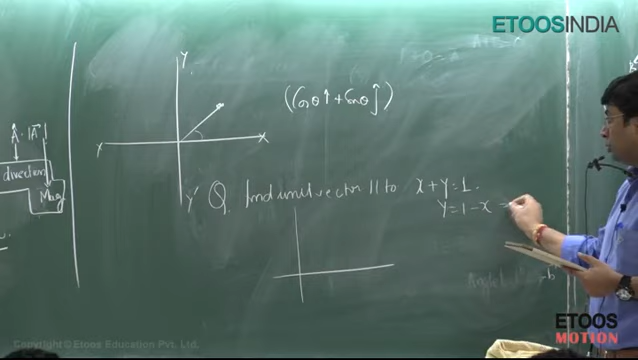 ETOOSINDIA
Y
(Cosθ î + Sinθ ĵ)
Â |A⃗|
direction
Mag
X X
Y' Q. Find unit vector || to X + Y = 1.
Y = 1 - X
ETOOS
MOTION
Copyright © Etoos Education Pvt. Ltd.